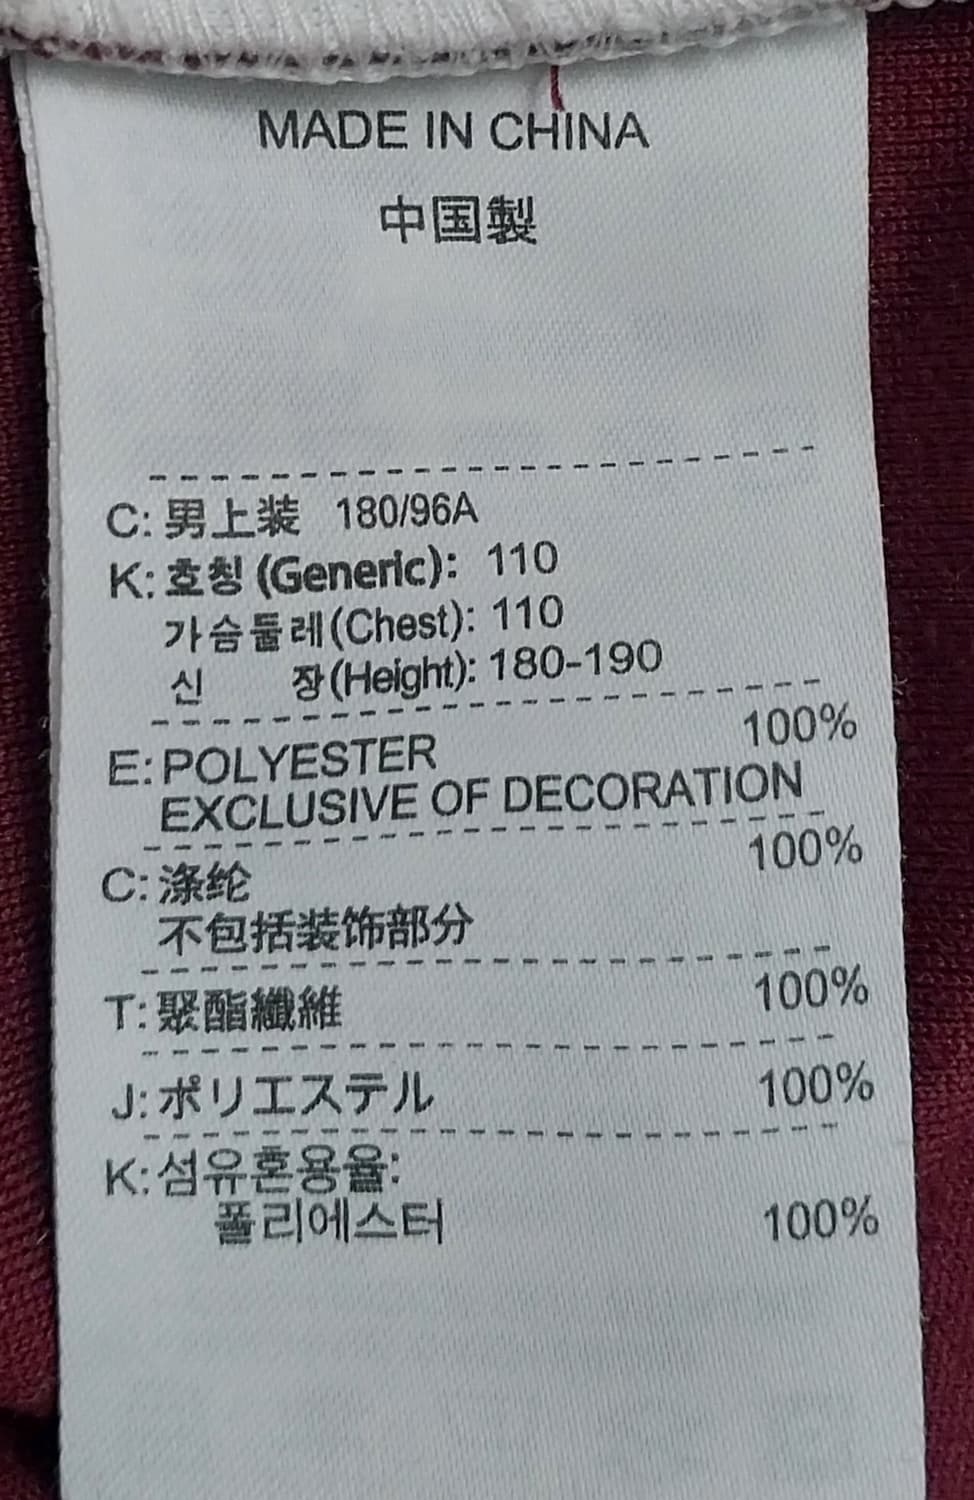 MADE IN CHINA
中国製
C: 男上装 180/96A
K: 호칭 (Generic): 110
가슴둘레 (Chest): 110
신 장 (Height): 180-190
E: POLYESTER 100%
EXCLUSIVE OF DECORATION
C: 涤纶 100%
不包括装饰部分
T: 聚酯纖維 100%
J: ポリエステル 100%
K: 섬유혼용율:
폴리에스터 100%